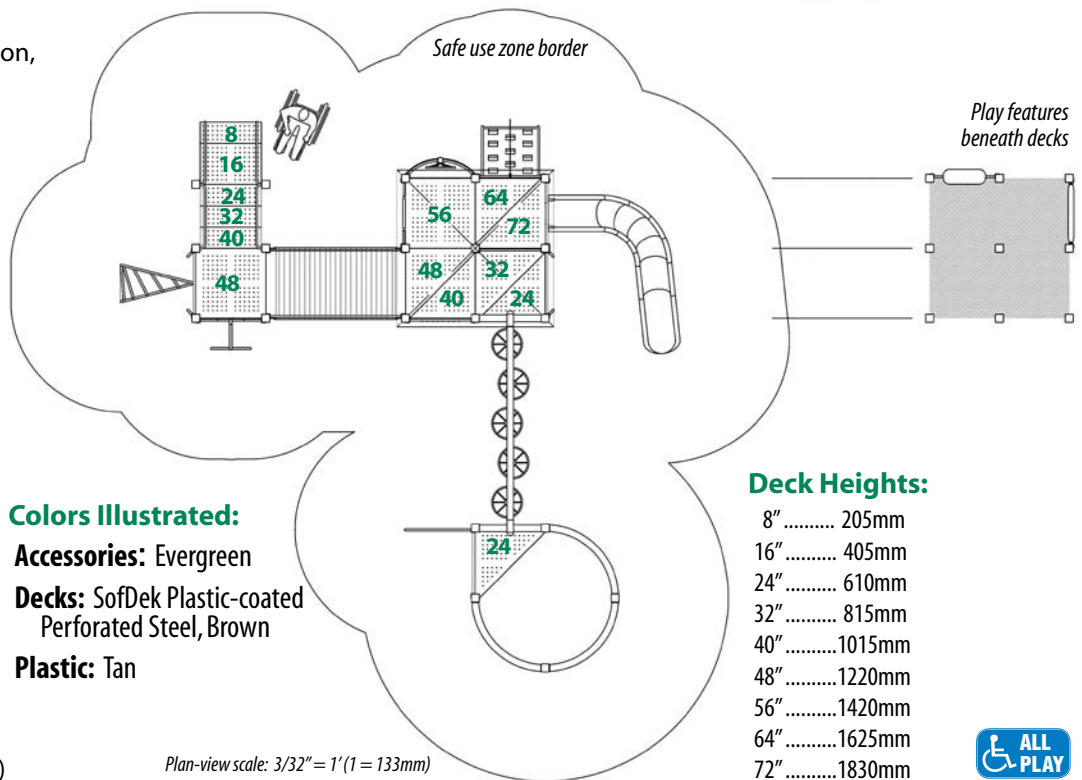 on,
Safe use zone border
Play features
beneath decks
8
16
24
32
40
48
56
64
72
48
40
32
24
24
Colors Illustrated:
Accessories: Evergreen
Decks: SofDek Plastic-coated
Perforated Steel, Brown
Plastic: Tan
)
Plan-view scale: 3/32" = 1' (1 = 133mm)
Deck Heights:
8" .......... 205mm
16" .......... 405mm
24" .......... 610mm
32" .......... 815mm
40" ..........1015mm
48" ..........1220mm
56" ..........1420mm
64" ..........1625mm
72" ..........1830mm
ALL
PLAY